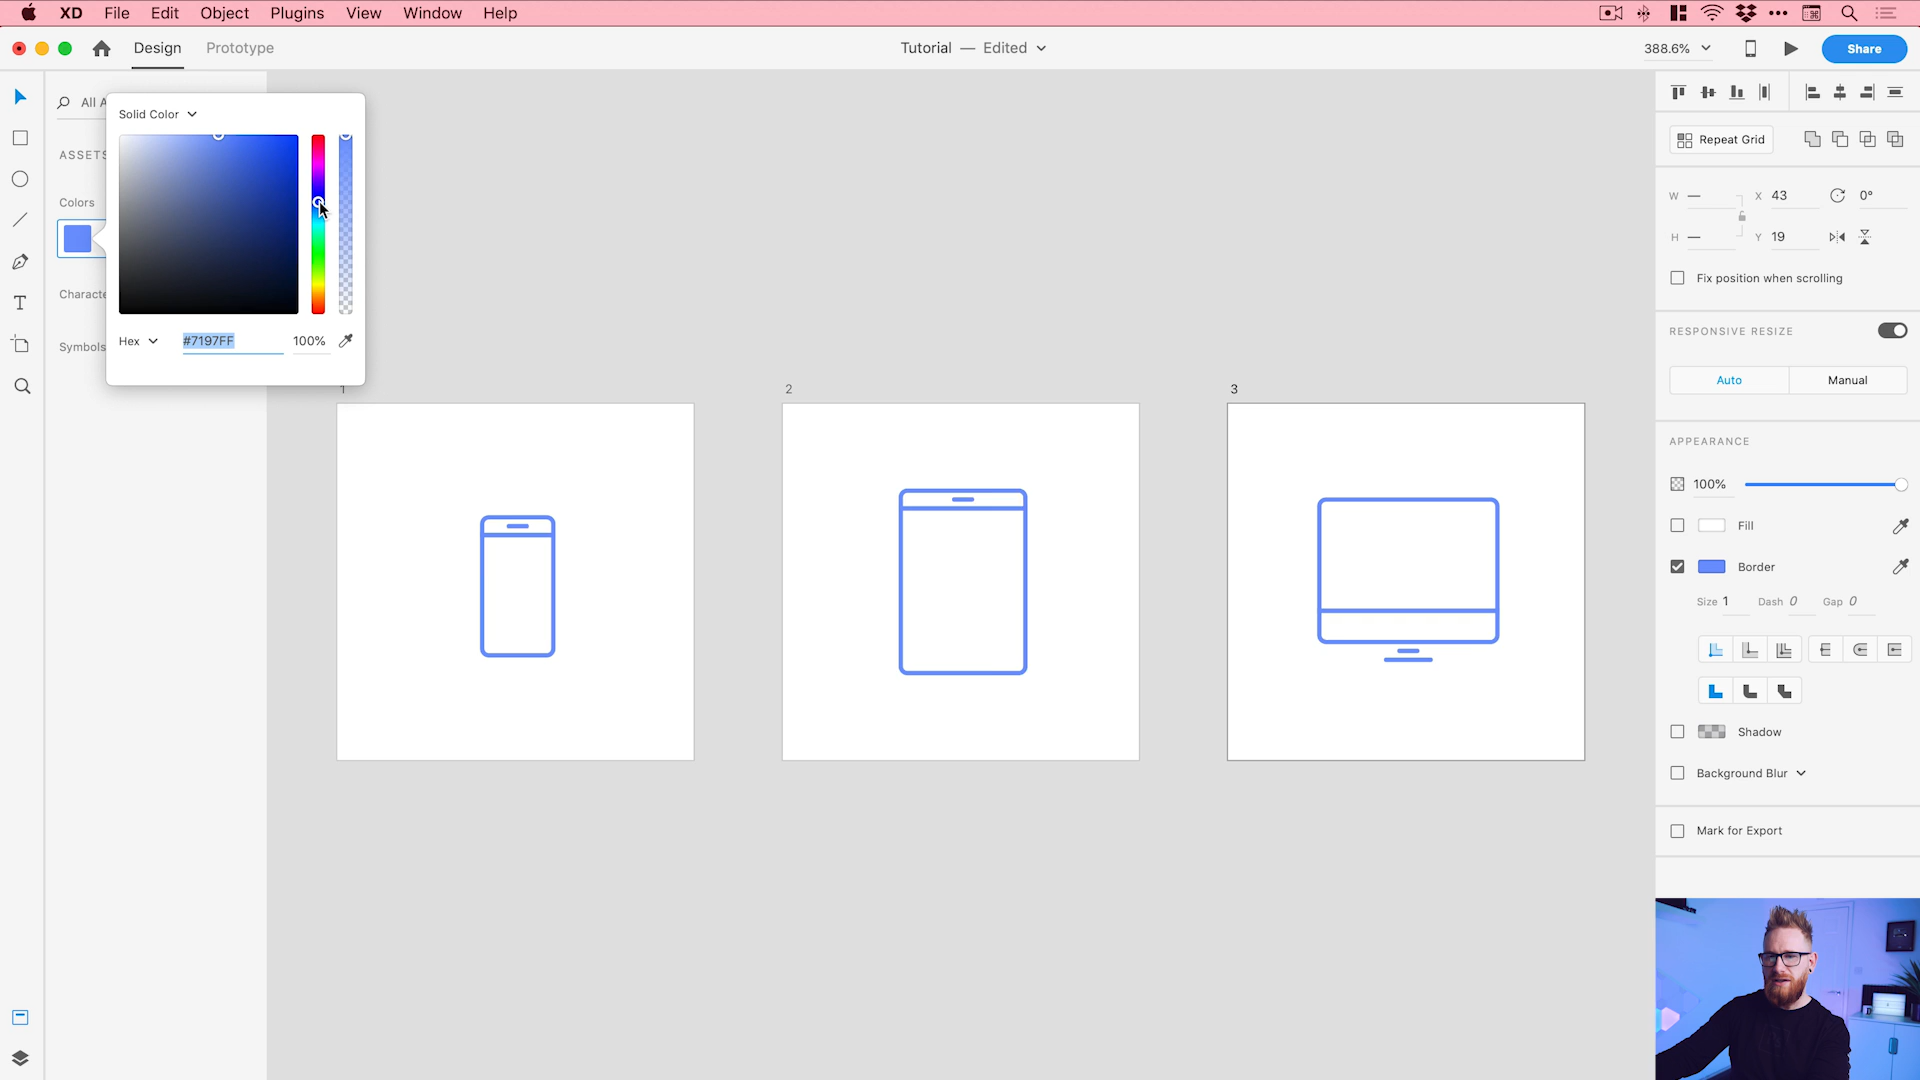 XD File Edit Object Plugins View Window Help
Design Prototype
Tutorial — Edited
388.6%
Share
All A
ASSETS
Colors
Characte
Symbols
Solid Color
Hex #7197FF 100%
1
2
3
Repeat Grid
W — X 43 0°
H — Y 19
Fix position when scrolling
RESPONSIVE RESIZE
Auto Manual
APPEARANCE
100%
Fill
Border
Size 1 Dash 0 Gap 0
Shadow
Background Blur
Mark for Export